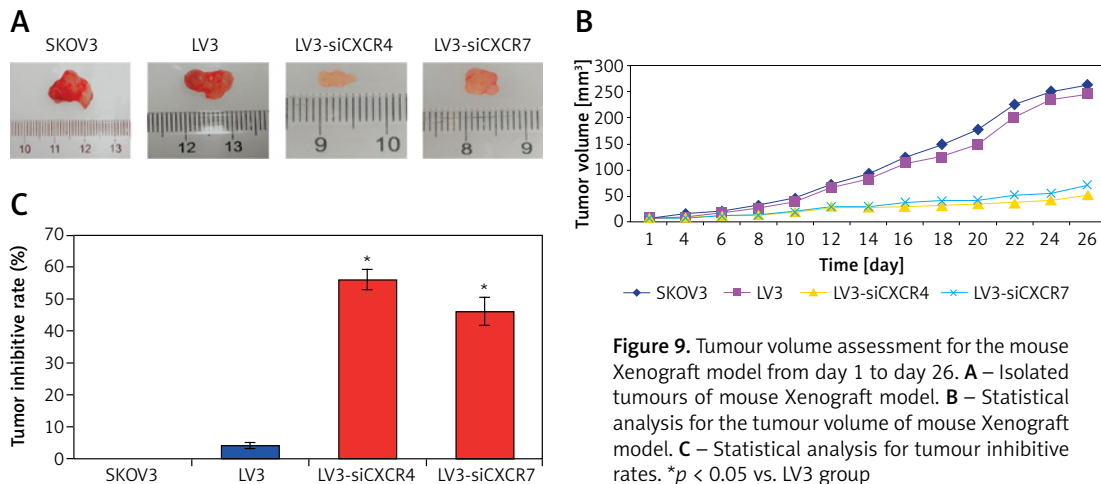 A
SKOV3 LV3 LV3-siCXCR4 LV3-siCXCR7
10 11 12 13
12 13
9 10
8 9
B
Tumor volume [mm³]
300
250
200
150
100
50
0
1 4 6 8 10 12 14 16 18 20 22 24 26
Time [day]
SKOV3 LV3 LV3-siCXCR4 LV3-siCXCR7
C
Tumor inhibitive rate (%)
70
60
50
40
30
20
10
0
* *
SKOV3 LV3 LV3-siCXCR4 LV3-siCXCR7
Figure 9. Tumour volume assessment for the mouse
Xenograft model from day 1 to day 26. A – Isolated
tumours of mouse Xenograft model. B – Statistical
analysis for the tumour volume of mouse Xenograft
model. C – Statistical analysis for tumour inhibitive
rates. *p < 0.05 vs. LV3 group